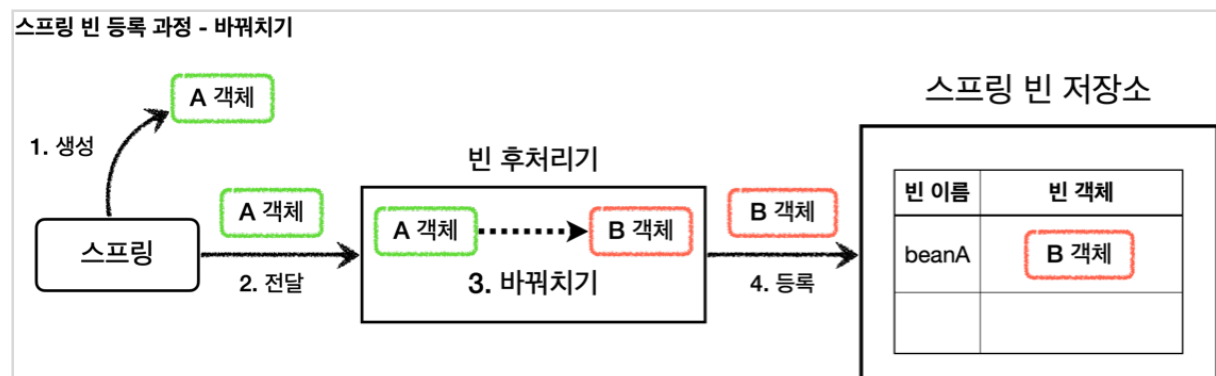 스프링 빈 등록 과정 - 바꿔치기
A 객체
1. 생성
스프링
A 객체
2. 전달
빈 후처리기
A 객체
B 객체
3. 바꿔치기
B 객체
4. 등록
스프링 빈 저장소
빈 이름 빈 객체
beanA B 객체